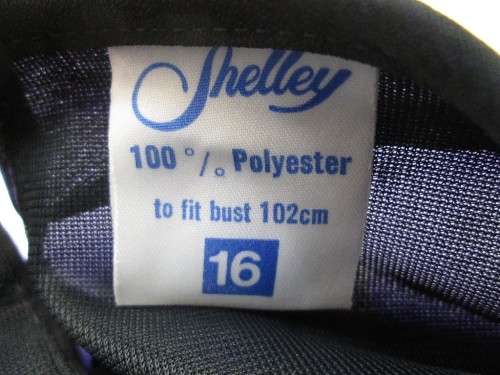 Shelley
100 °/o Polyester
to fit bust 102cm
16